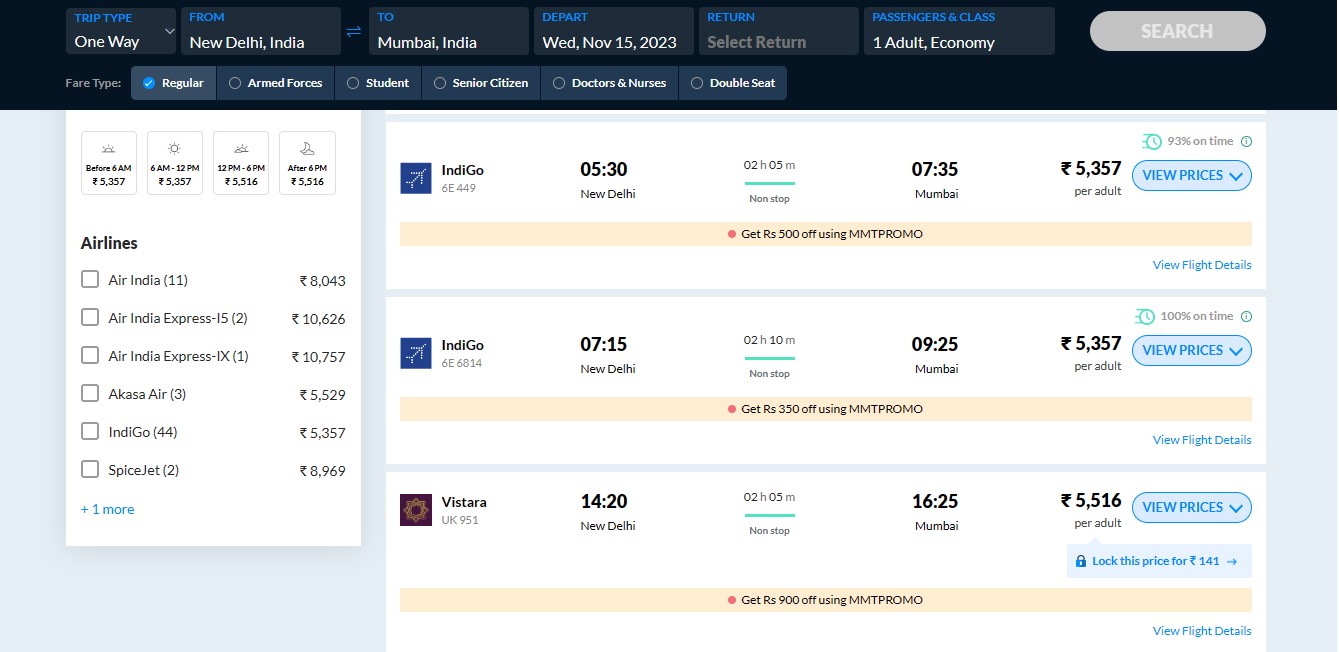 TRIP TYPE
One Way
FROM
New Delhi, India
TO
Mumbai, India
DEPART
Wed, Nov 15, 2023
RETURN
Select Return
PASSENGERS & CLASS
1 Adult, Economy
SEARCH
Fare Type:
Regular
Armed Forces
Student
Senior Citizen
Doctors & Nurses
Double Seat
Before 6 AM
₹ 5,357
6 AM - 12 PM
₹ 5,357
12 PM - 6 PM
₹ 5,516
After 6 PM
₹ 5,516
Airlines
Air India (11) ₹ 8,043
Air India Express-I5 (2) ₹ 10,626
Air India Express-IX (1) ₹ 10,757
Akasa Air (3) ₹ 5,529
IndiGo (44) ₹ 5,357
SpiceJet (2) ₹ 8,969
+ 1 more
93% on time
IndiGo
6E 449
05:30
New Delhi
02 h 05 m
Non stop
07:35
Mumbai
₹ 5,357
per adult
VIEW PRICES
Get Rs 500 off using MMTPROMO
View Flight Details
100% on time
IndiGo
6E 6814
07:15
New Delhi
02 h 10 m
Non stop
09:25
Mumbai
₹ 5,357
per adult
VIEW PRICES
Get Rs 350 off using MMTPROMO
View Flight Details
Vistara
UK 951
14:20
New Delhi
02 h 05 m
Non stop
16:25
Mumbai
₹ 5,516
per adult
VIEW PRICES
Lock this price for ₹ 141 →
Get Rs 900 off using MMTPROMO
View Flight Details